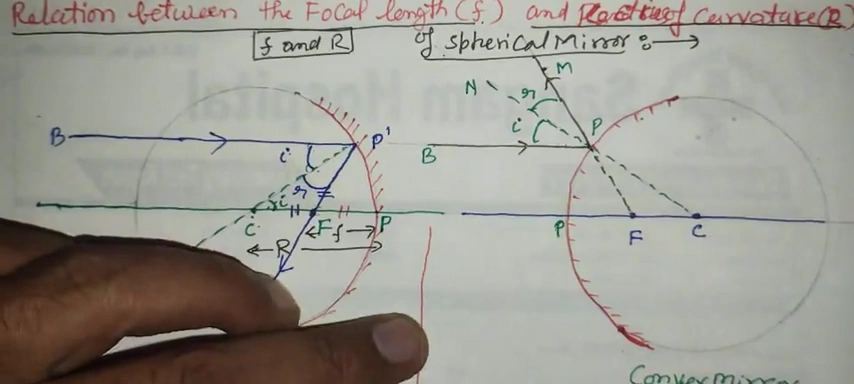 Relation between the Focal length (f) and Radius of Curvature (R)
f and R of spherical Mirror :→
M
N
r
i
B P' P
i B
r
i
C F P P F C
f
R
Convex mirror